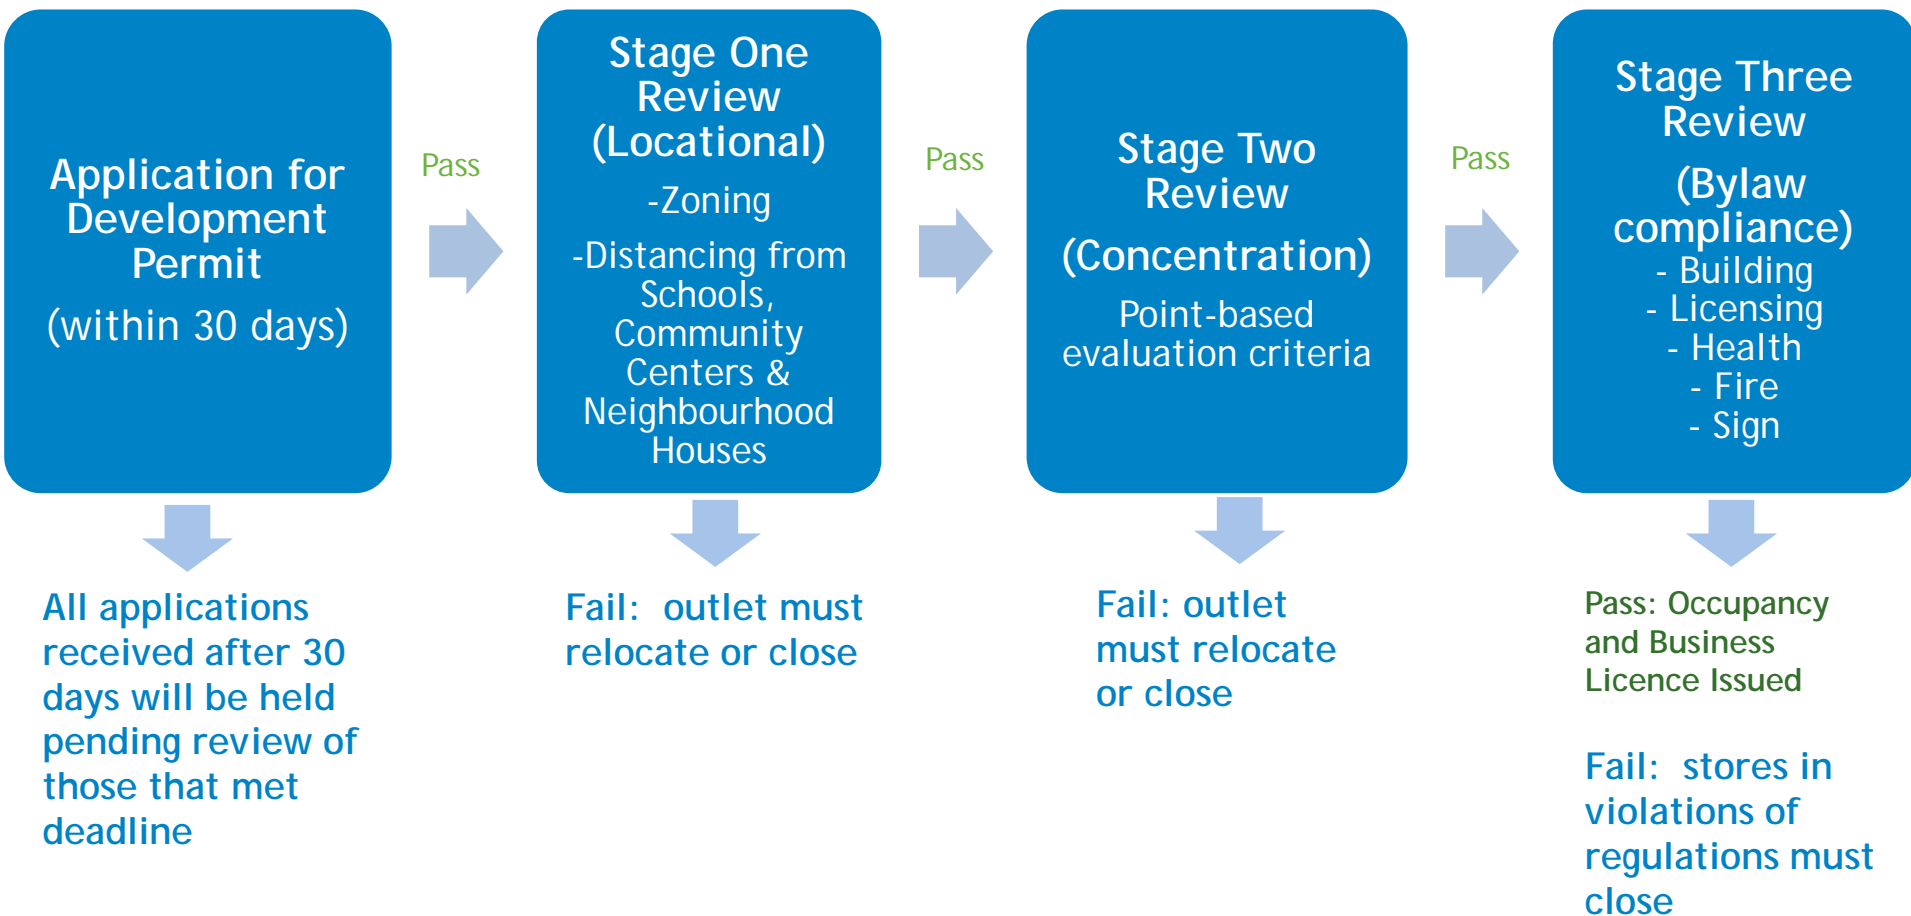 Application for
Development
Permit
(within 30 days)
All applications
received after 30
days will be held
pending review of
those that met
deadline
Pass
Stage One
Review
(Locational)
-Zoning
-Distancing from
Schools,
Community
Centers &
Neighbourhood
Houses
Fail:  outlet must
relocate or close
Pass
Stage Two
Review
(Concentration)
Point-based
evaluation criteria
Fail: outlet
must relocate
or close
Pass
Stage Three
Review
(Bylaw
compliance)
- Building
- Licensing
- Health
- Fire
- Sign
Pass: Occupancy
and Business
Licence Issued
Fail:  stores in
violations of
regulations must
close